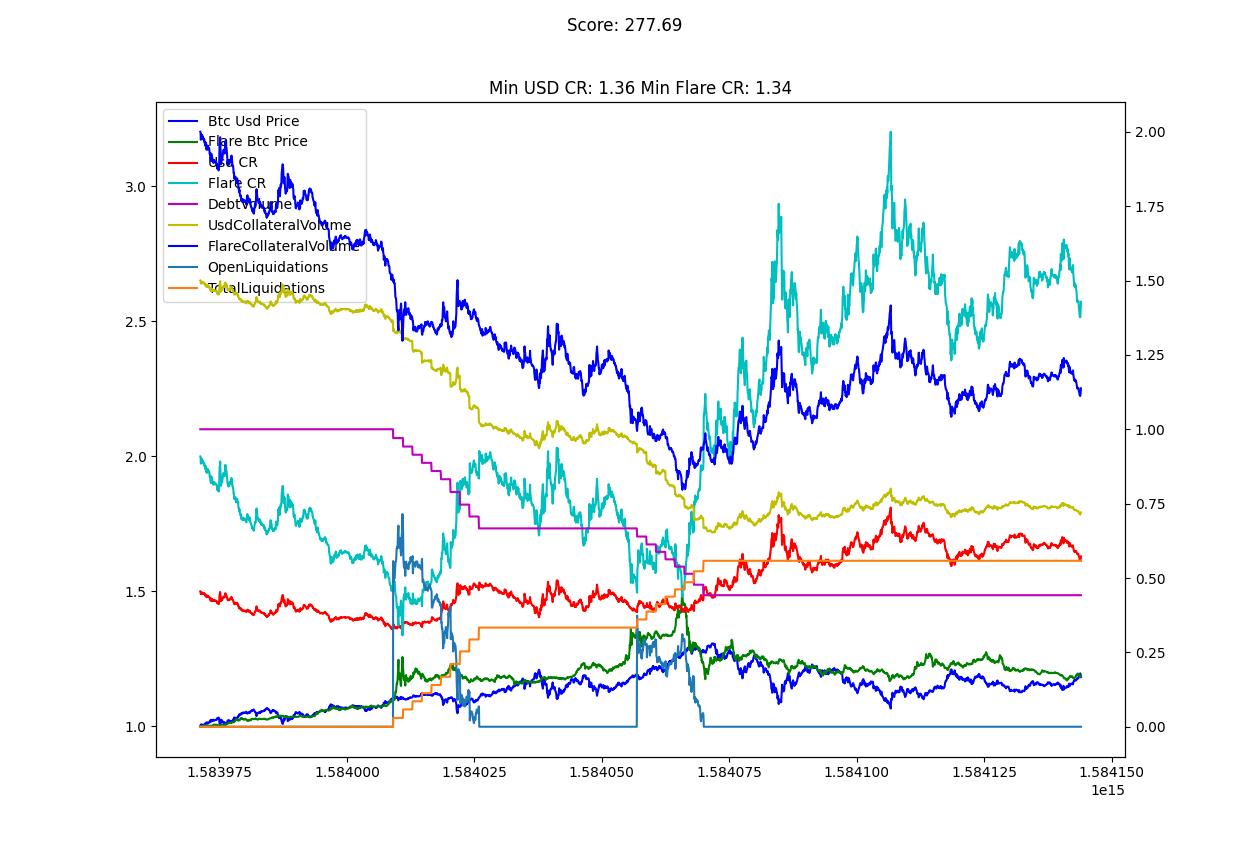 Score: 277.69
Min USD CR: 1.36 Min Flare CR: 1.34
Btc Usd Price
Flare Btc Price
Usd CR
Flare CR
DebtVolume
UsdCollateralVolume
FlareCollateralVolume
OpenLiquidations
TotalLiquidations
3.0
2.5
2.0
1.5
1.0
2.00
1.75
1.50
1.25
1.00
0.75
0.50
0.25
0.00
1.583975
1.584000
1.584025
1.584050
1.584075
1.584100
1.584125
1.584150
1e15